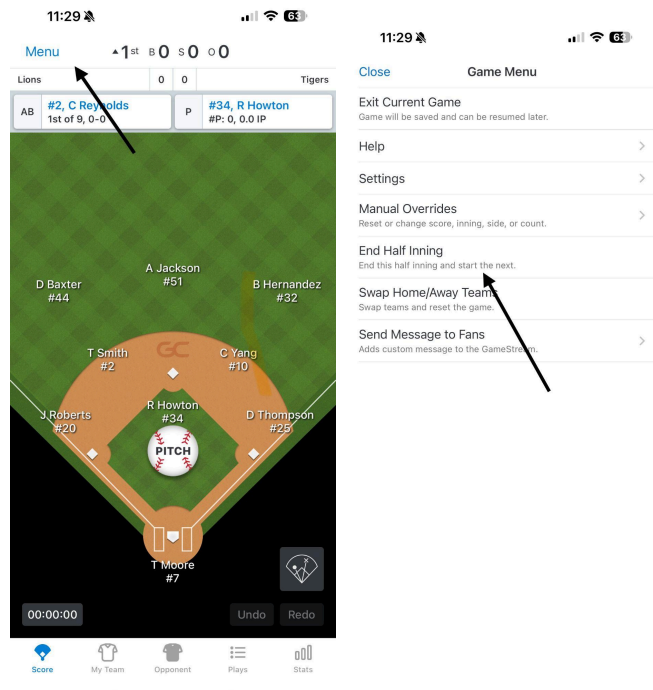 11:29
63
Menu
1st B 0 S 0 O 0
Lions 0 0 Tigers
AB #2, C Reynolds
1st of 9, 0-0
P #34, R Howton
#P: 0, 0.0 IP
A Jackson
#51
D Baxter
#44
B Hernandez
#32
GC
T Smith
#2
C Yang
#10
R Howton
#34
J Roberts
#20
D Thompson
#25
PITCH
T Moore
#7
00:00:00
Undo Redo
Score My Team Opponent Plays Stats
11:29
63
Close Game Menu
Exit Current Game
Game will be saved and can be resumed later.
Help
Settings
Manual Overrides
Reset or change score, inning, side, or count.
End Half Inning
End this half inning and start the next.
Swap Home/Away Teams
Swap teams and reset the game.
Send Message to Fans
Adds custom message to the GameStream.